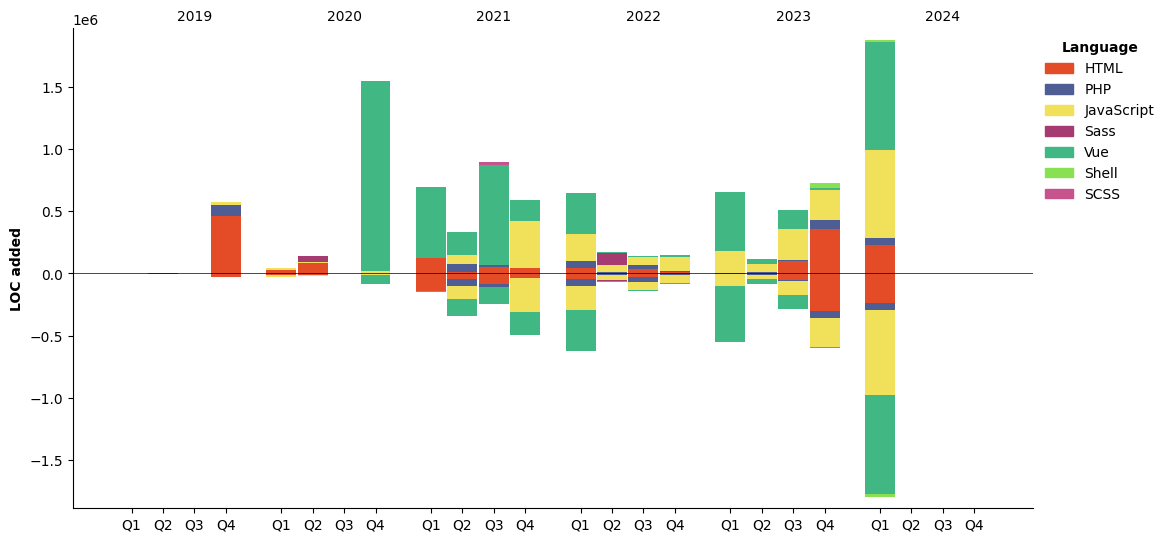 1e6
2019 2020 2021 2022 2023 2024
Language
HTML
PHP
JavaScript
Sass
Vue
Shell
SCSS
LOC added
1.5
1.0
0.5
0.0
−0.5
−1.0
−1.5
Q1 Q2 Q3 Q4 Q1 Q2 Q3 Q4 Q1 Q2 Q3 Q4 Q1 Q2 Q3 Q4 Q1 Q2 Q3 Q4 Q1 Q2 Q3 Q4